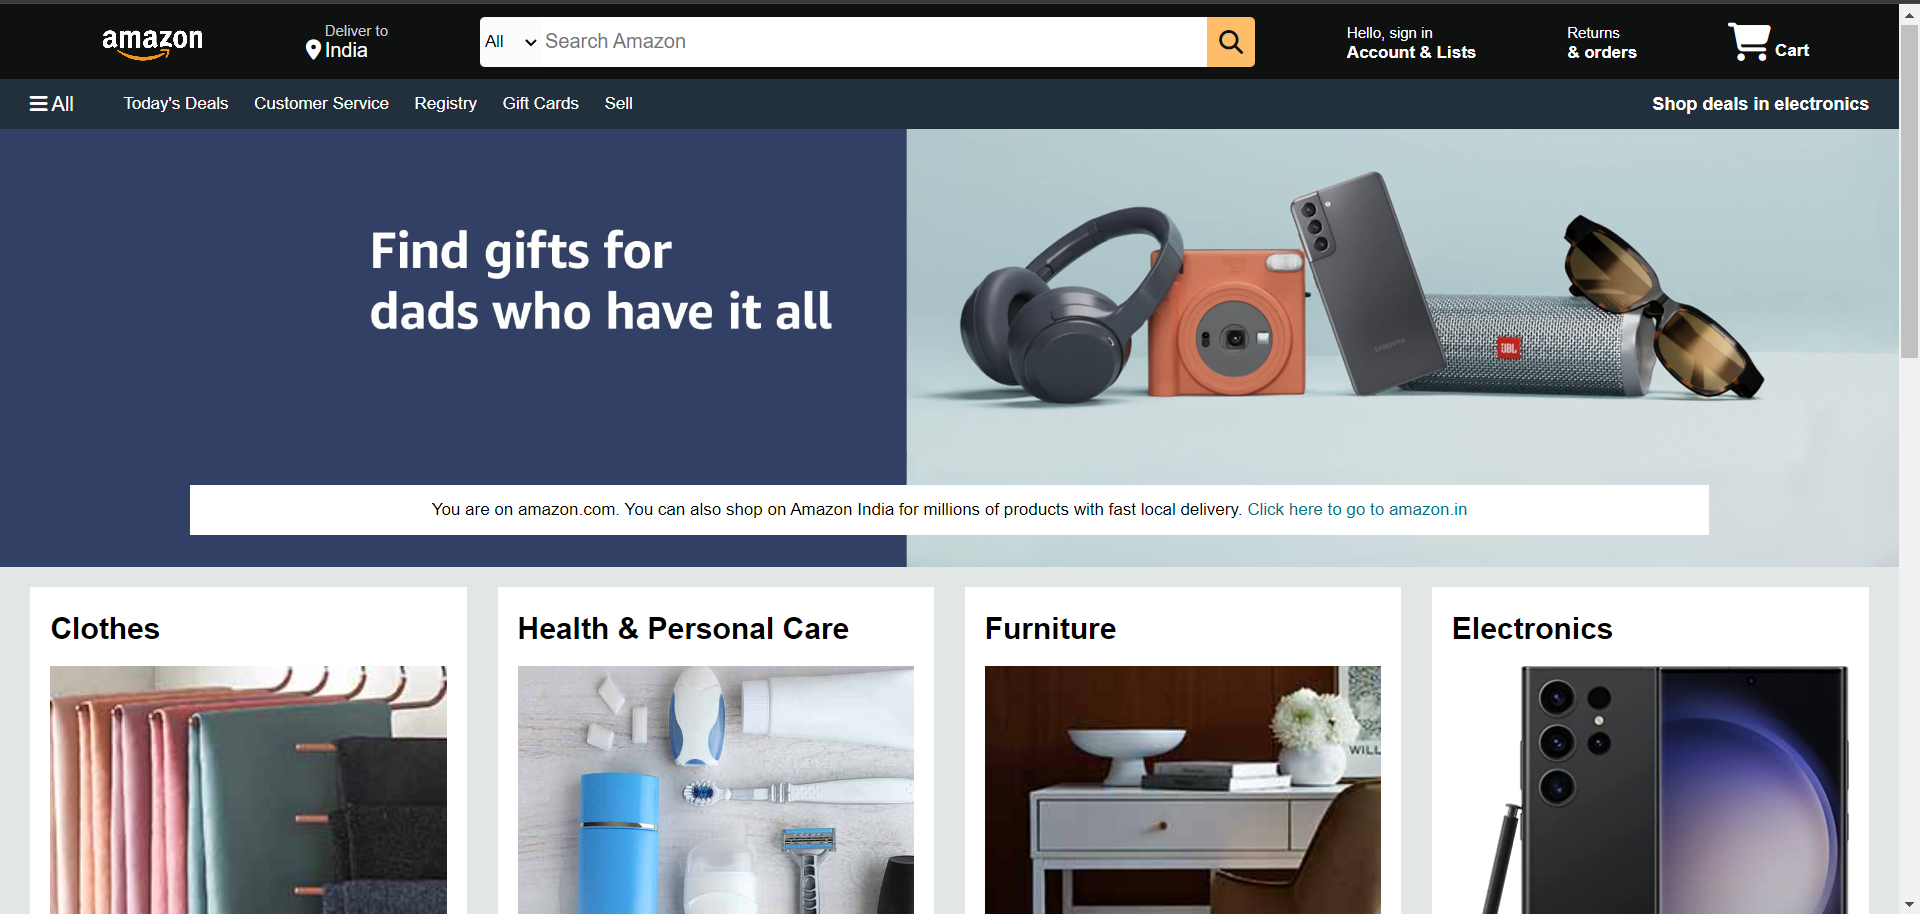 amazon
Deliver to
India
All
Search Amazon
Hello, sign in
Account & Lists
Returns
& orders
Cart
All
Today's Deals
Customer Service
Registry
Gift Cards
Sell
Shop deals in electronics
Find gifts for
dads who have it all
SAMSUNG
JBL
You are on amazon.com. You can also shop on Amazon India for millions of products with fast local delivery. Click here to go to amazon.in
Clothes
Health & Personal Care
Furniture
Electronics
WILL